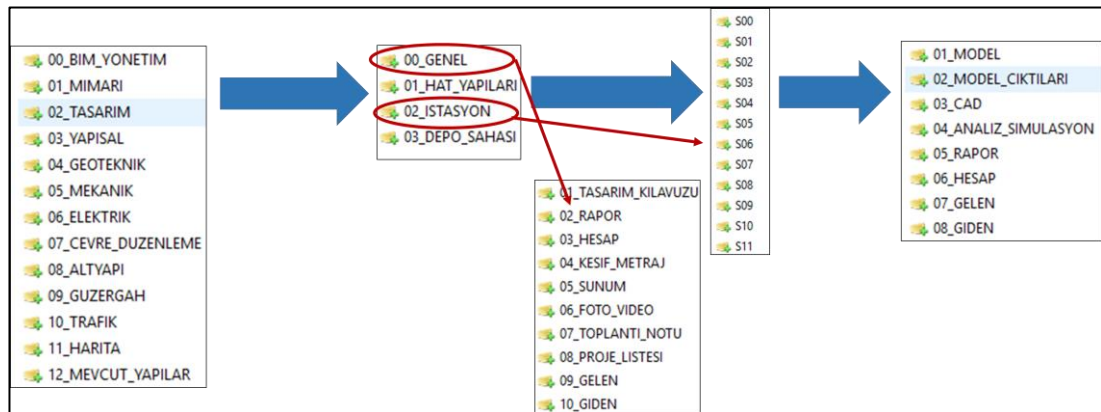 00_BIM_YONETIM
01_MIMARI
02_TASARIM
03_YAPISAL
04_GEOTEKNIK
05_MEKANIK
06_ELEKTRIK
07_CEVRE_DUZENLEME
08_ALTYAPI
09_GUZERGAH
10_TRAFIK
11_HARITA
12_MEVCUT_YAPILAR
00_GENEL
01_HAT_YAPILARI
02_ISTASYON
03_DEPO_SAHASI
01_TASARIM_KILAVUZU
02_RAPOR
03_HESAP
04_KESIF_METRAJ
05_SUNUM
06_FOTO_VIDEO
07_TOPLANTI_NOTU
08_PROJE_LISTESI
09_GELEN
10_GIDEN
S00
S01
S02
S03
S04
S05
S06
S07
S08
S09
S10
S11
01_MODEL
02_MODEL_CIKTILARI
03_CAD
04_ANALIZ_SIMULASYON
05_RAPOR
06_HESAP
07_GELEN
08_GIDEN